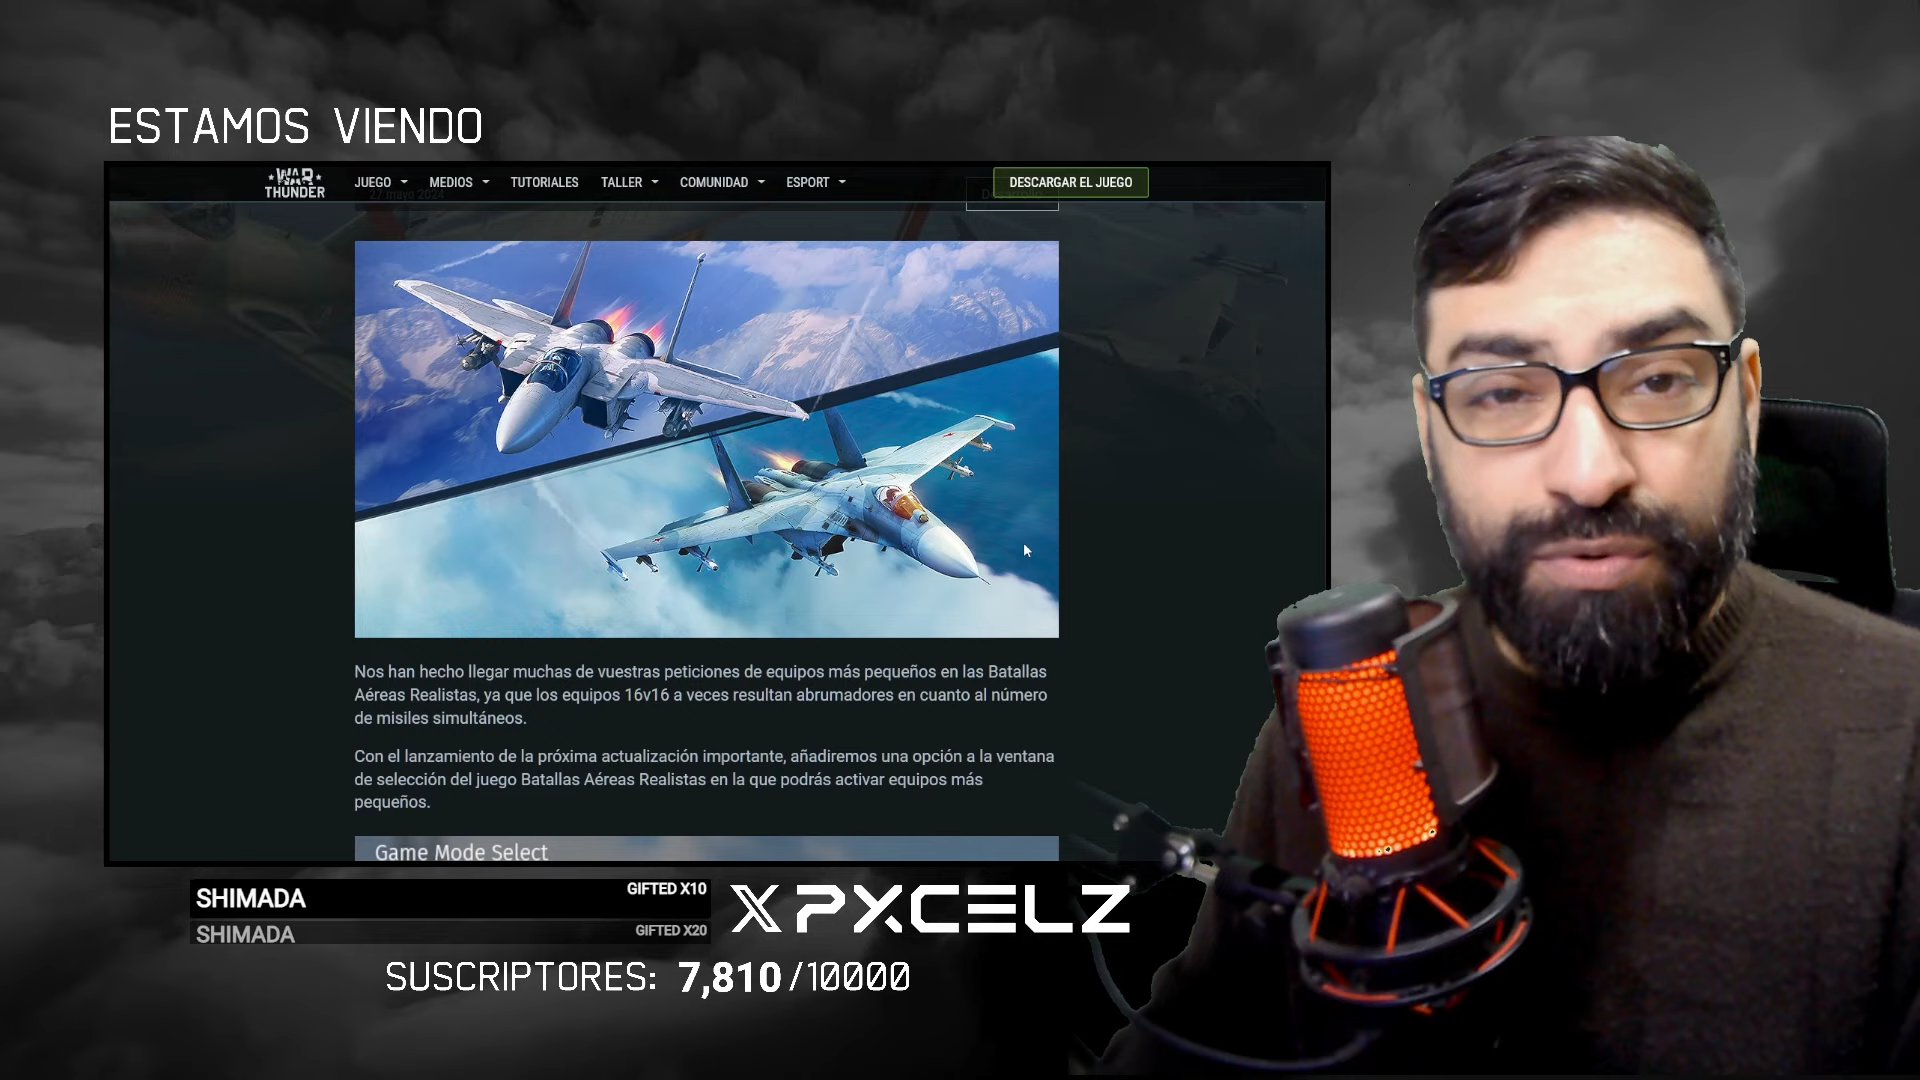 ESTAMOS VIENDO
WAR THUNDER
JUEGO
MEDIOS
TUTORIALES
TALLER
COMUNIDAD
ESPORT
DESCARGAR EL JUEGO
27 mayo 2024
Nos han hecho llegar muchas de vuestras peticiones de equipos más pequeños en las Batallas
Aéreas Realistas, ya que los equipos 16v16 a veces resultan abrumadores en cuanto al número
de misiles simultáneos.
Con el lanzamiento de la próxima actualización importante, añadiremos una opción a la ventana
de selección del juego Batallas Aéreas Realistas en la que podrás activar equipos más
pequeños.
Game Mode Select
SHIMADA GIFTED X10
SHIMADA GIFTED X20
X PXCELZ
SUSCRIPTORES: 7,810/10000